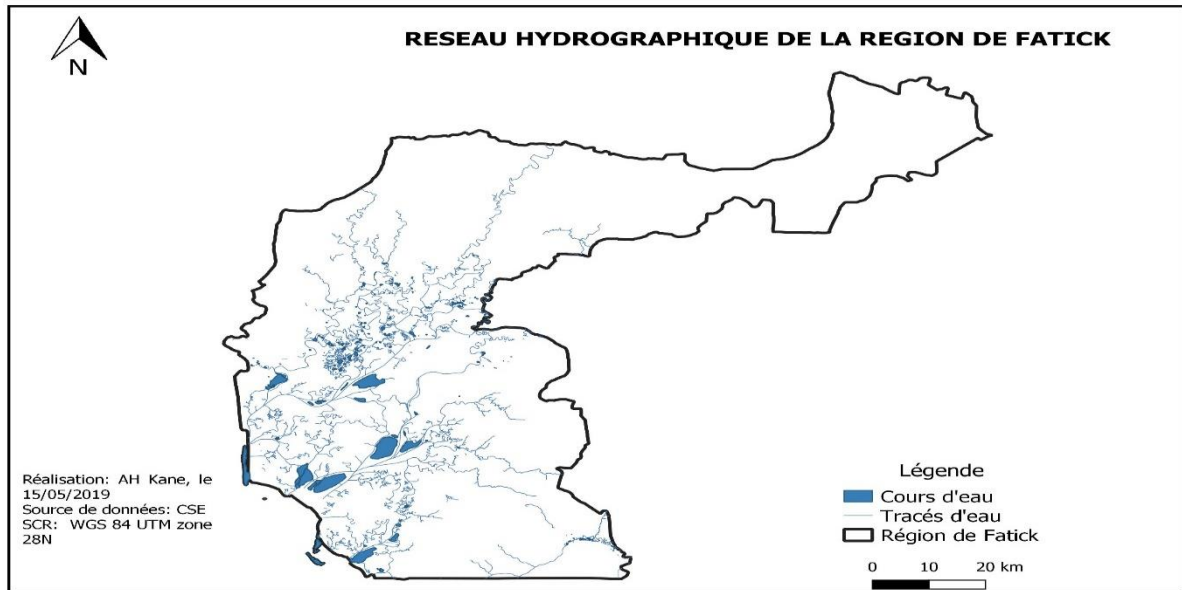 RESEAU HYDROGRAPHIQUE DE LA REGION DE FATICK
N
Réalisation: AH Kane, le
15/05/2019
Source de données: CSE
SCR: WGS 84 UTM zone
28N
Légende
Cours d'eau
Tracés d'eau
Région de Fatick
0 10 20 km